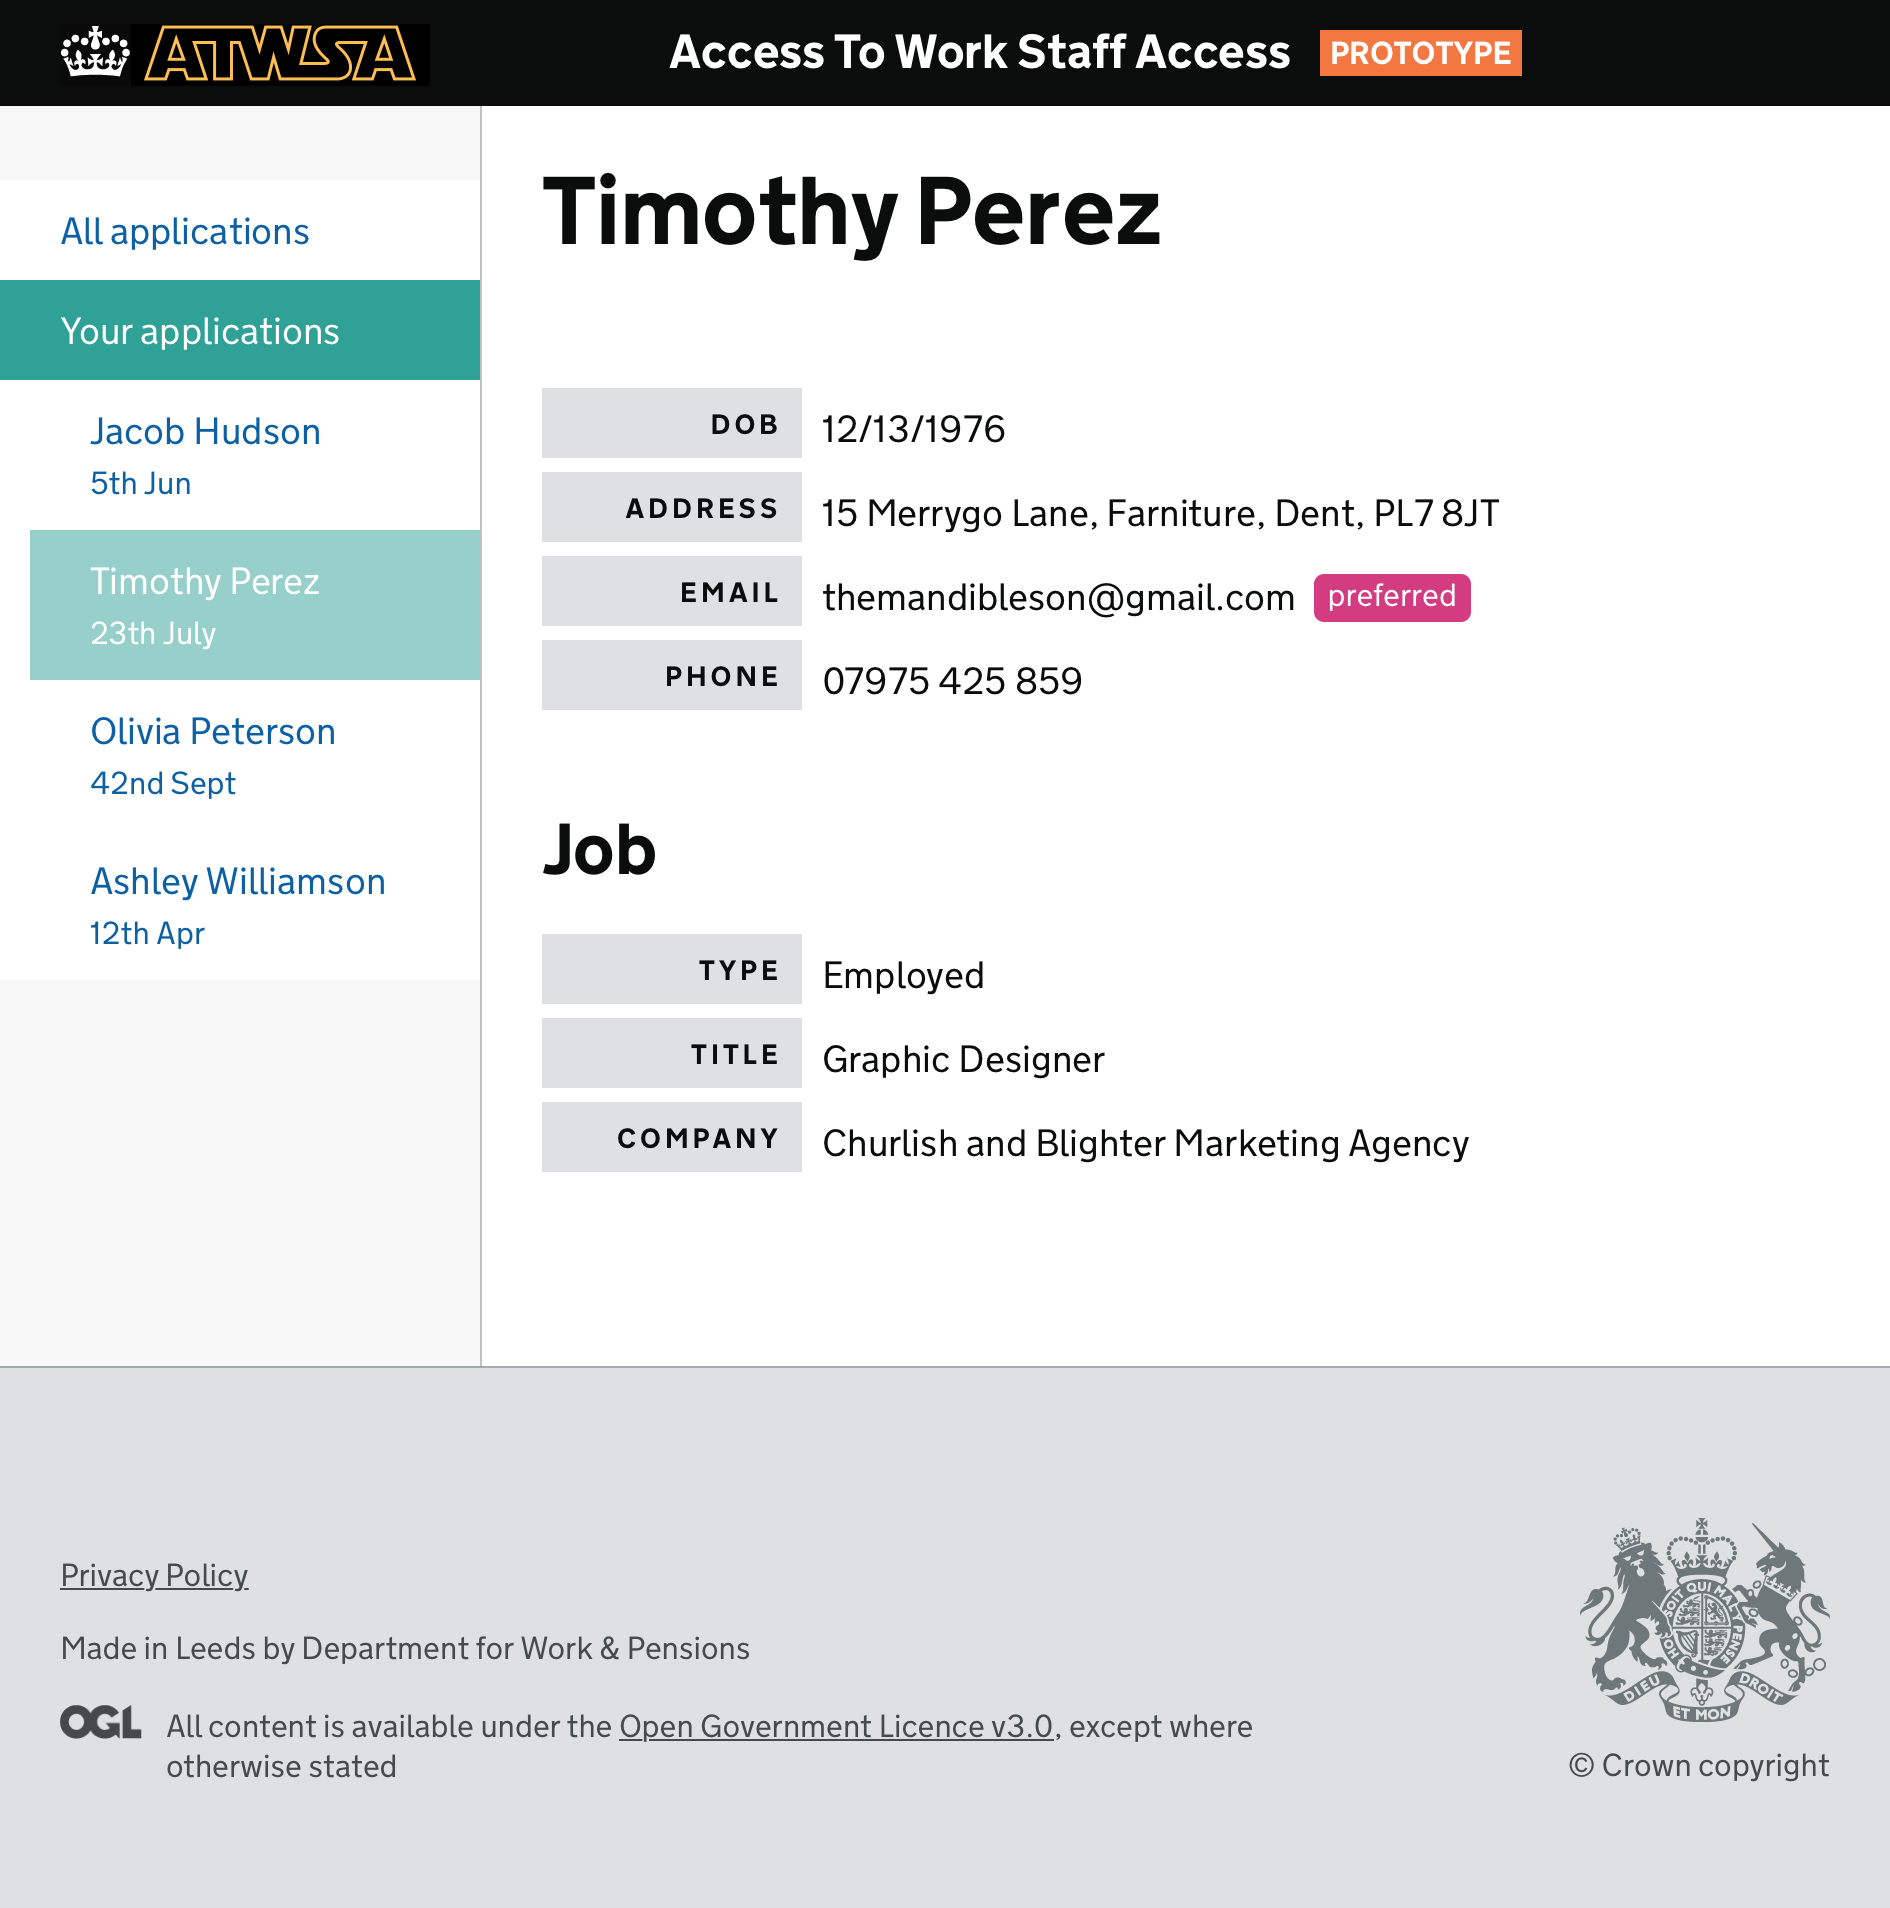 ATWSA
Access To Work Staff Access PROTOTYPE
All applications
Your applications
Jacob Hudson
5th Jun
Timothy Perez
23th July
Olivia Peterson
42nd Sept
Ashley Williamson
12th Apr
Timothy Perez
DOB 12/13/1976
ADDRESS 15 Merrygo Lane, Farniture, Dent, PL7 8JT
EMAIL themandibleson@gmail.com preferred
PHONE 07975 425 859
Job
TYPE Employed
TITLE Graphic Designer
COMPANY Churlish and Blighter Marketing Agency
Privacy Policy
Made in Leeds by Department for Work & Pensions
OGL All content is available under the Open Government Licence v3.0, except where
otherwise stated
SOIT QUI MAL Y PENSE
HO
DIEU ET MON DROIT
© Crown copyright